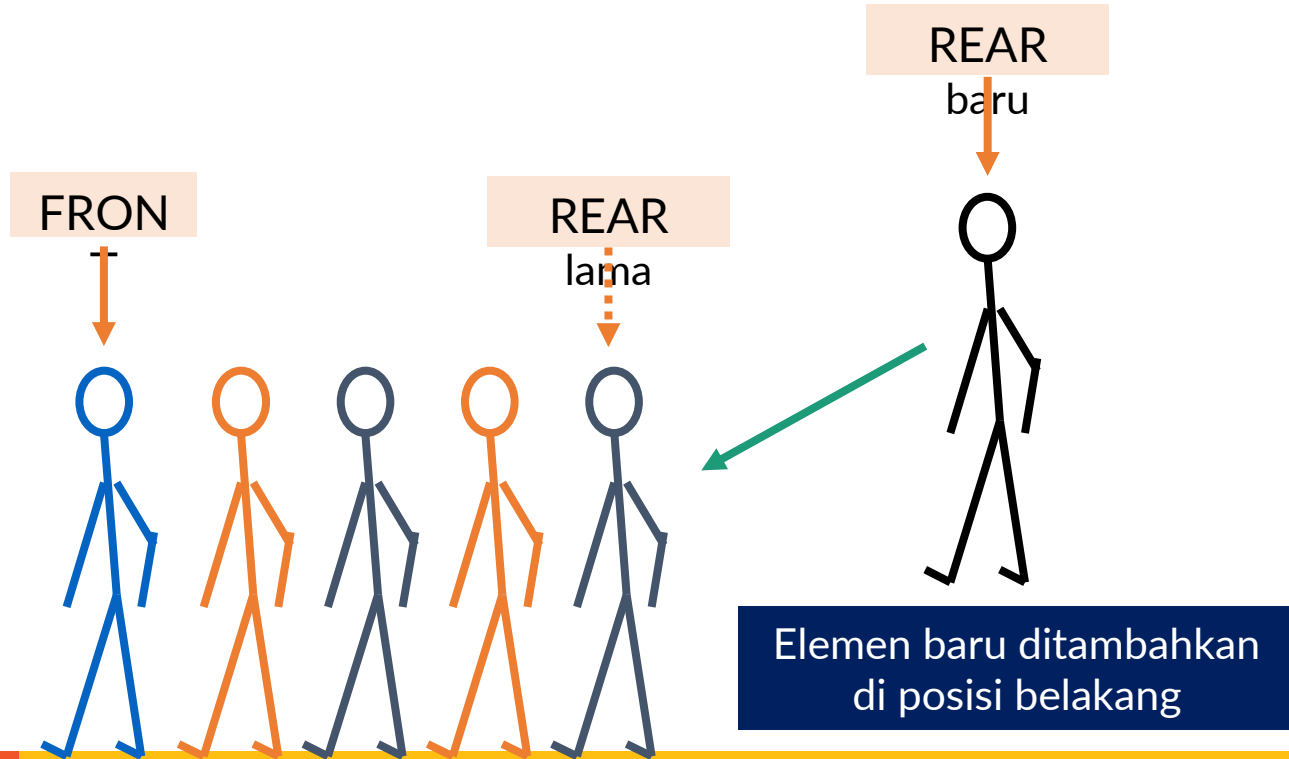 REAR
baru
FRON
T
REAR
lama
Elemen baru ditambahkan
di posisi belakang